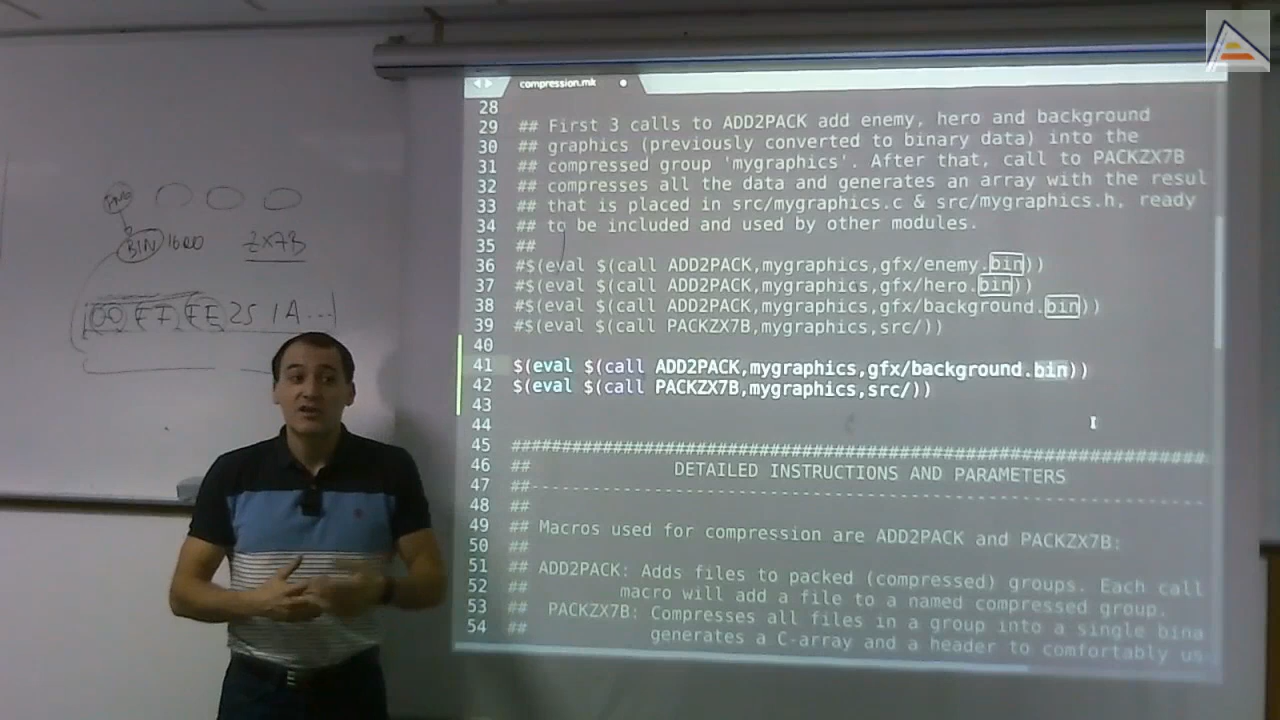 compression.mk
28
29 ## First 3 calls to ADD2PACK add enemy, hero and background
30 ## graphics (previously converted to binary data) into the
31 ## compressed group 'mygraphics'. After that, call to PACKZX7B
32 ## compresses all the data and generates an array with the resul
33 ## that is placed in src/mygraphics.c & src/mygraphics.h, ready
34 ## to be included and used by other modules.
35 ##
36 #$(eval $(call ADD2PACK,mygraphics,gfx/enemy.bin))
37 #$(eval $(call ADD2PACK,mygraphics,gfx/hero.bin))
38 #$(eval $(call ADD2PACK,mygraphics,gfx/background.bin))
39 #$(eval $(call PACKZX7B,mygraphics,src/))
40
41 $(eval $(call ADD2PACK,mygraphics,gfx/background.bin))
42 $(eval $(call PACKZX7B,mygraphics,src/))
43
44
45 ####################################################################
46 ## DETAILED INSTRUCTIONS AND PARAMETERS
47 ##--------------------------------------------------------------------
48 ##
49 ## Macros used for compression are ADD2PACK and PACKZX7B:
50 ##
51 ## ADD2PACK: Adds files to packed (compressed) groups. Each call
52 ## macro will add a file to a named compressed group.
53 ## PACKZX7B: Compresses all files in a group into a single bina
54 ## generates a C-array and a header to comfortably us
PNG
BIN 1600 ZX7B
00 FF FF 25 1A...